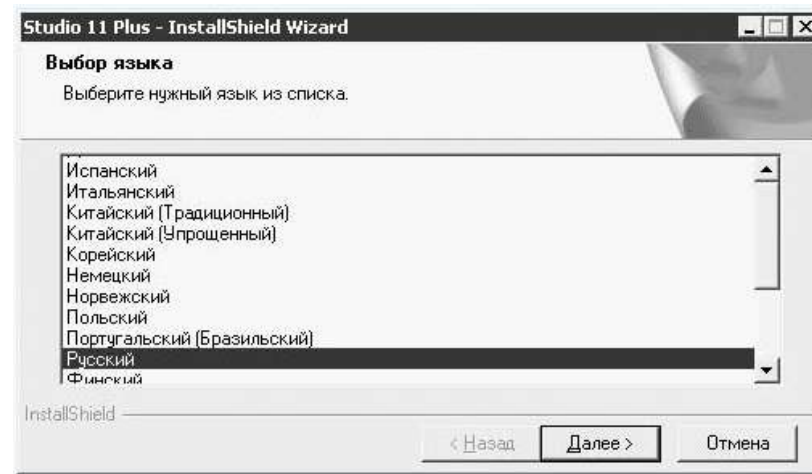 Studio 11 Plus - InstallShield Wizard
Выбор языка
Выберите нужный язык из списка.
Испанский
Итальянский
Китайский (Традиционный)
Китайский (Упрощенный)
Корейский
Немецкий
Норвежский
Польский
Португальский (Бразильский)
Русский
Финский
InstallShield
< Назад
Далее >
Отмена